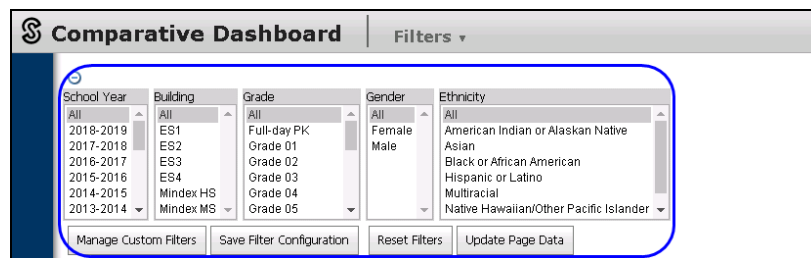 Comparative Dashboard Filters ▾
School Year Building Grade Gender Ethnicity
All All All All All
2018-2019 ES1 Full-day PK Female American Indian or Alaskan Native
2017-2018 ES2 Grade 01 Male Asian
2016-2017 ES3 Grade 02 Black or African American
2015-2016 ES4 Grade 03 Hispanic or Latino
2014-2015 Mindex HS Grade 04 Multiracial
2013-2014 Mindex MS Grade 05 Native Hawaiian/Other Pacific Islander
Manage Custom Filters Save Filter Configuration Reset Filters Update Page Data